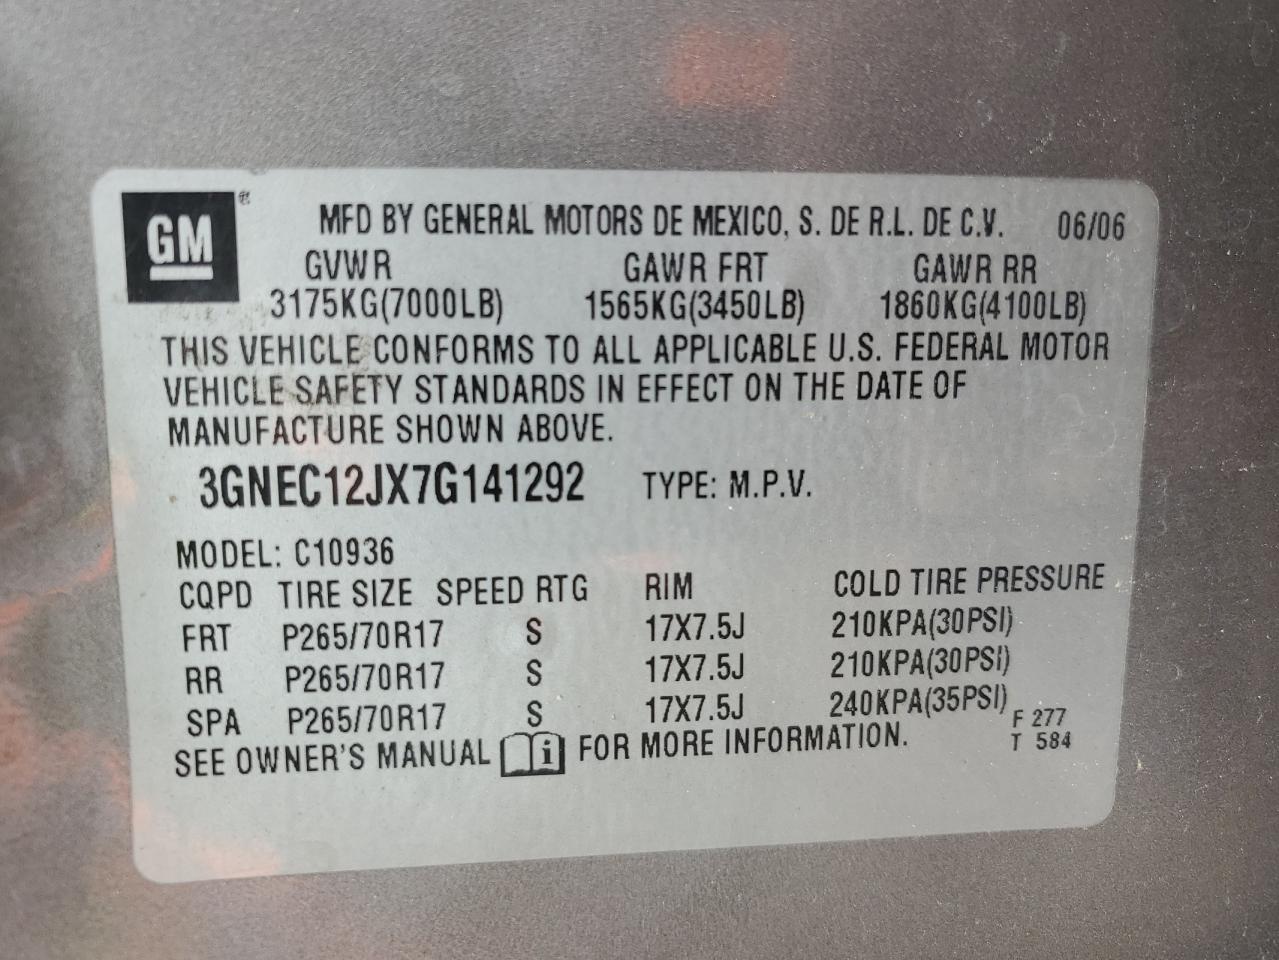 GM®
MFD BY GENERAL MOTORS DE MEXICO, S. DE R.L. DE C.V. 06/06
GVWR GAWR FRT GAWR RR
3175KG(7000LB) 1565KG(3450LB) 1860KG(4100LB)
THIS VEHICLE CONFORMS TO ALL APPLICABLE U.S. FEDERAL MOTOR
VEHICLE SAFETY STANDARDS IN EFFECT ON THE DATE OF
MANUFACTURE SHOWN ABOVE.
3GNEC12JX7G141292 TYPE: M.P.V.
MODEL: C10936
CQPD TIRE SIZE SPEED RTG RIM COLD TIRE PRESSURE
FRT P265/70R17 S 17X7.5J 210KPA(30PSI)
RR P265/70R17 S 17X7.5J 210KPA(30PSI)
SPA P265/70R17 S 17X7.5J 240KPA(35PSI)
SEE OWNER'S MANUAL i FOR MORE INFORMATION.
F 277
T 584